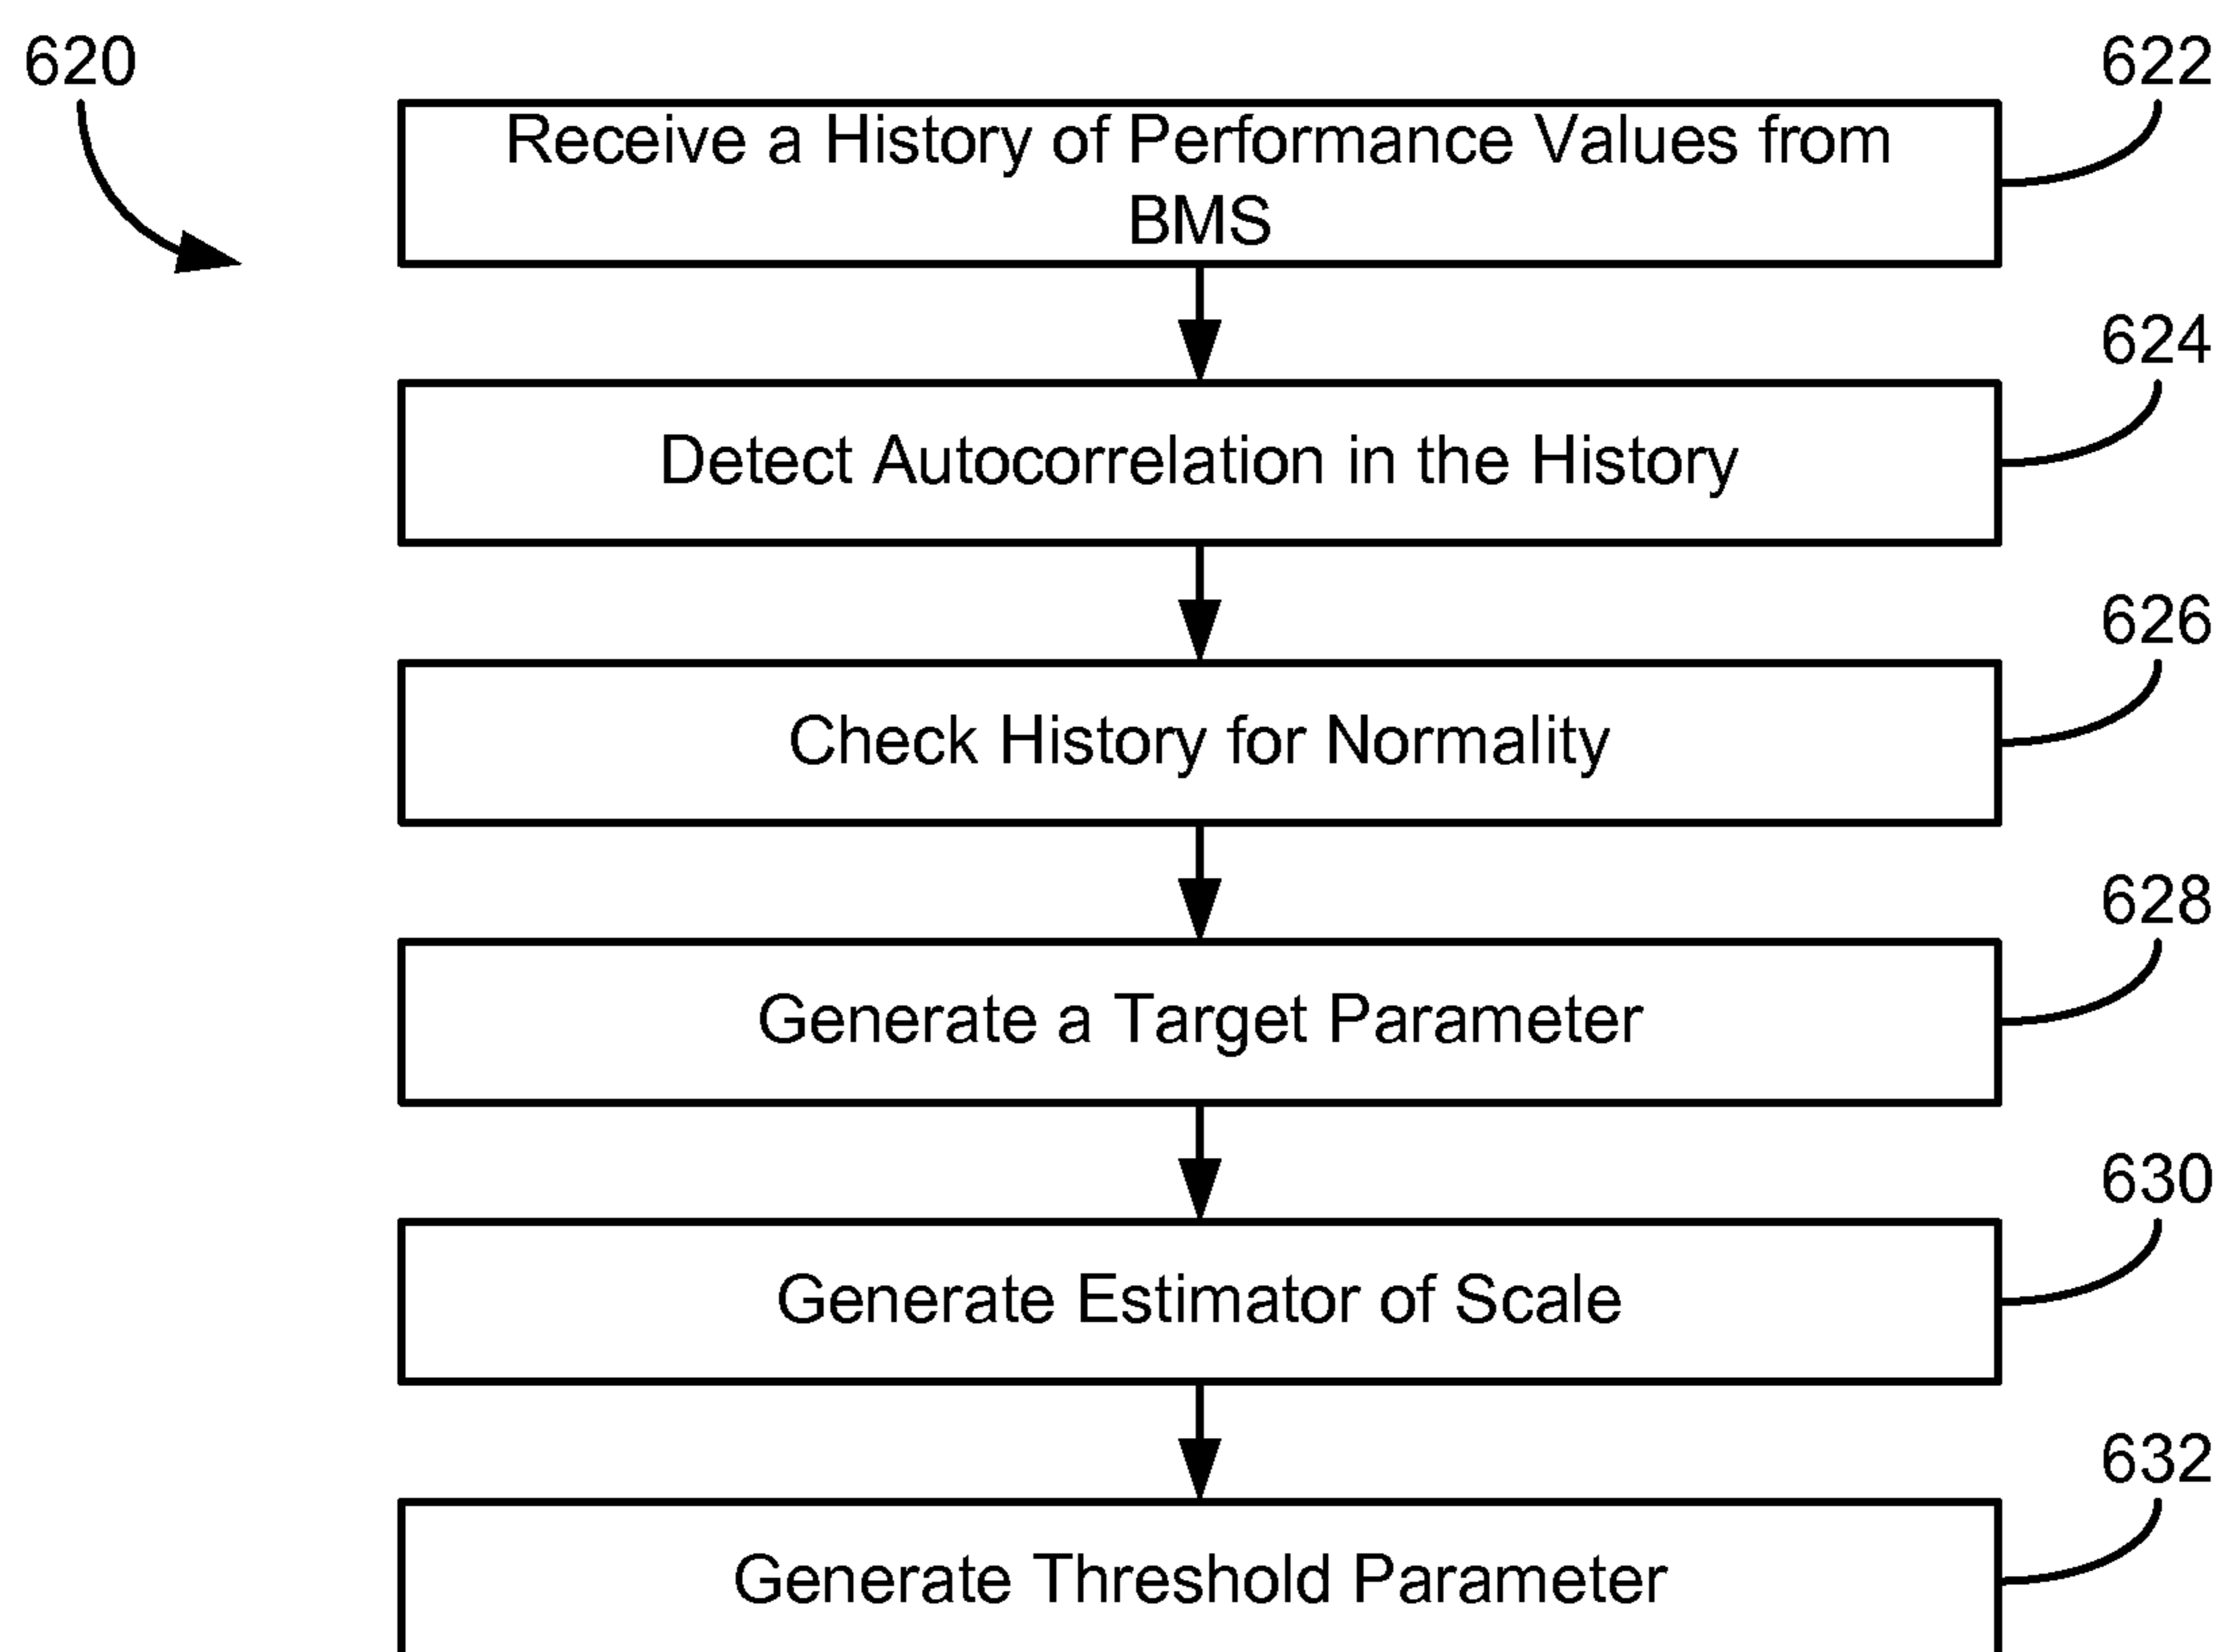 620
622
Receive a History of Performance Values from
BMS
624
Detect Autocorrelation in the History
626
Check History for Normality
628
Generate a Target Parameter
630
Generate Estimator of Scale
632
Generate Threshold Parameter